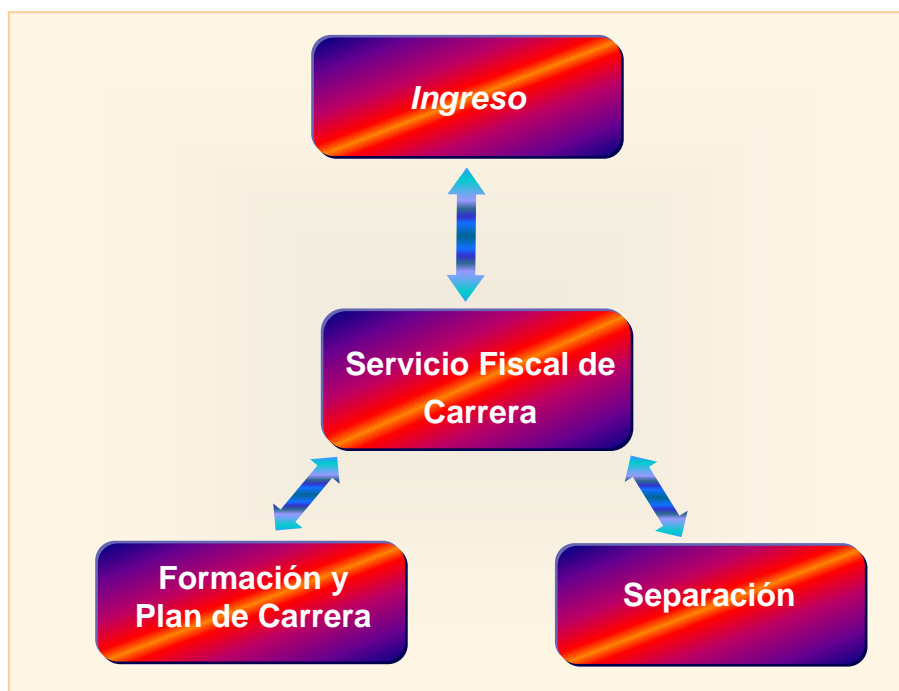 Ingreso
Servicio Fiscal de
Carrera
Formación y
Plan de Carrera
Separación